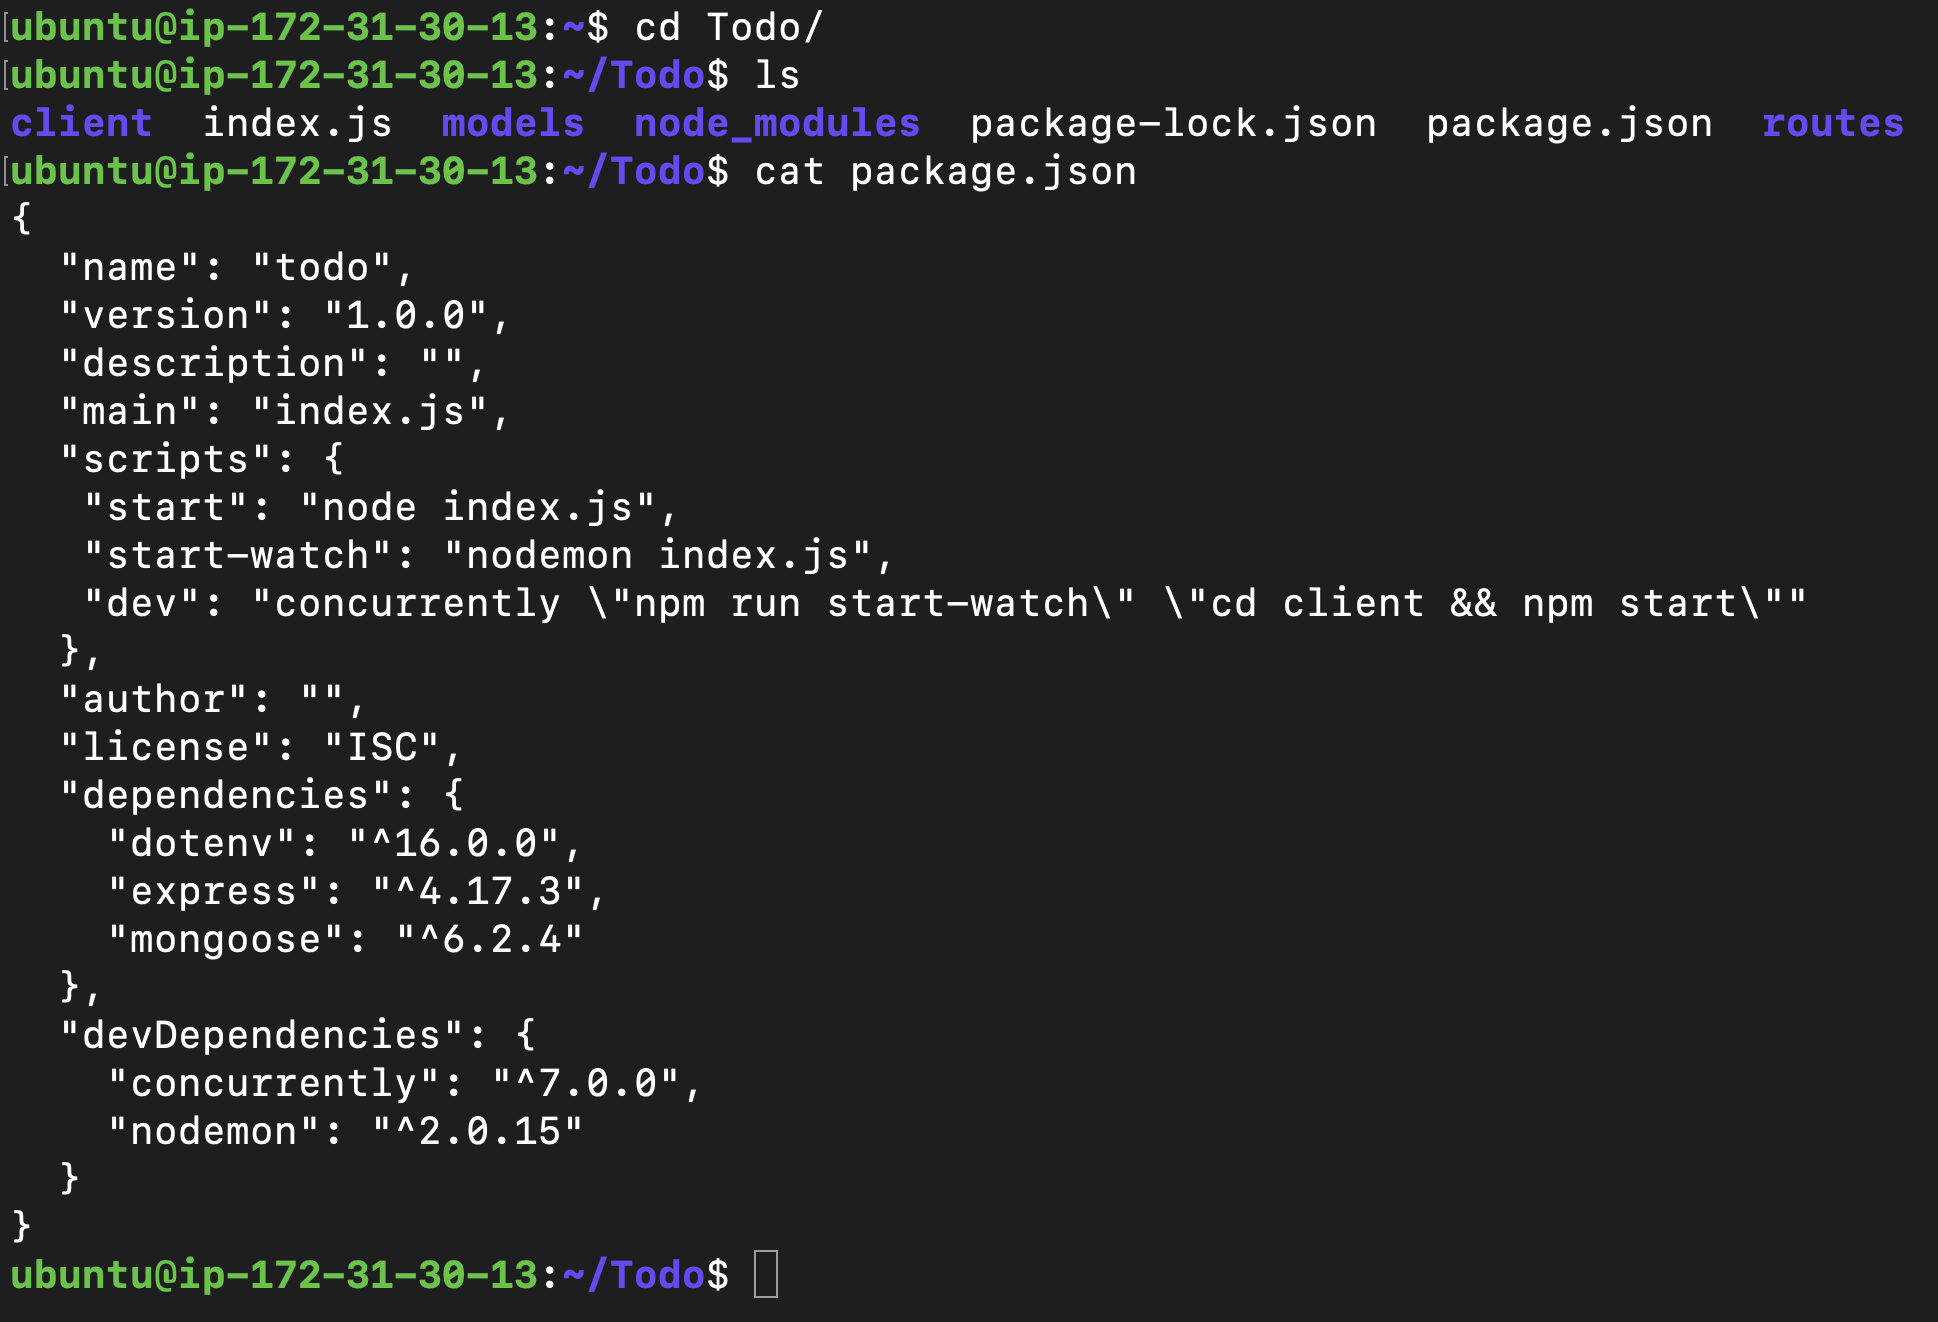 ubuntu@ip-172-31-30-13:~$ cd Todo/
ubuntu@ip-172-31-30-13:~/Todo$ ls
client  index.js  models  node_modules  package-lock.json  package.json  routes
ubuntu@ip-172-31-30-13:~/Todo$ cat package.json
{
  "name": "todo",
  "version": "1.0.0",
  "description": "",
  "main": "index.js",
  "scripts": {
   "start": "node index.js",
   "start-watch": "nodemon index.js",
   "dev": "concurrently \"npm run start-watch\" \"cd client && npm start\""
  },
  "author": "",
  "license": "ISC",
  "dependencies": {
    "dotenv": "^16.0.0",
    "express": "^4.17.3",
    "mongoose": "^6.2.4"
  },
  "devDependencies": {
    "concurrently": "^7.0.0",
    "nodemon": "^2.0.15"
  }
}
ubuntu@ip-172-31-30-13:~/Todo$